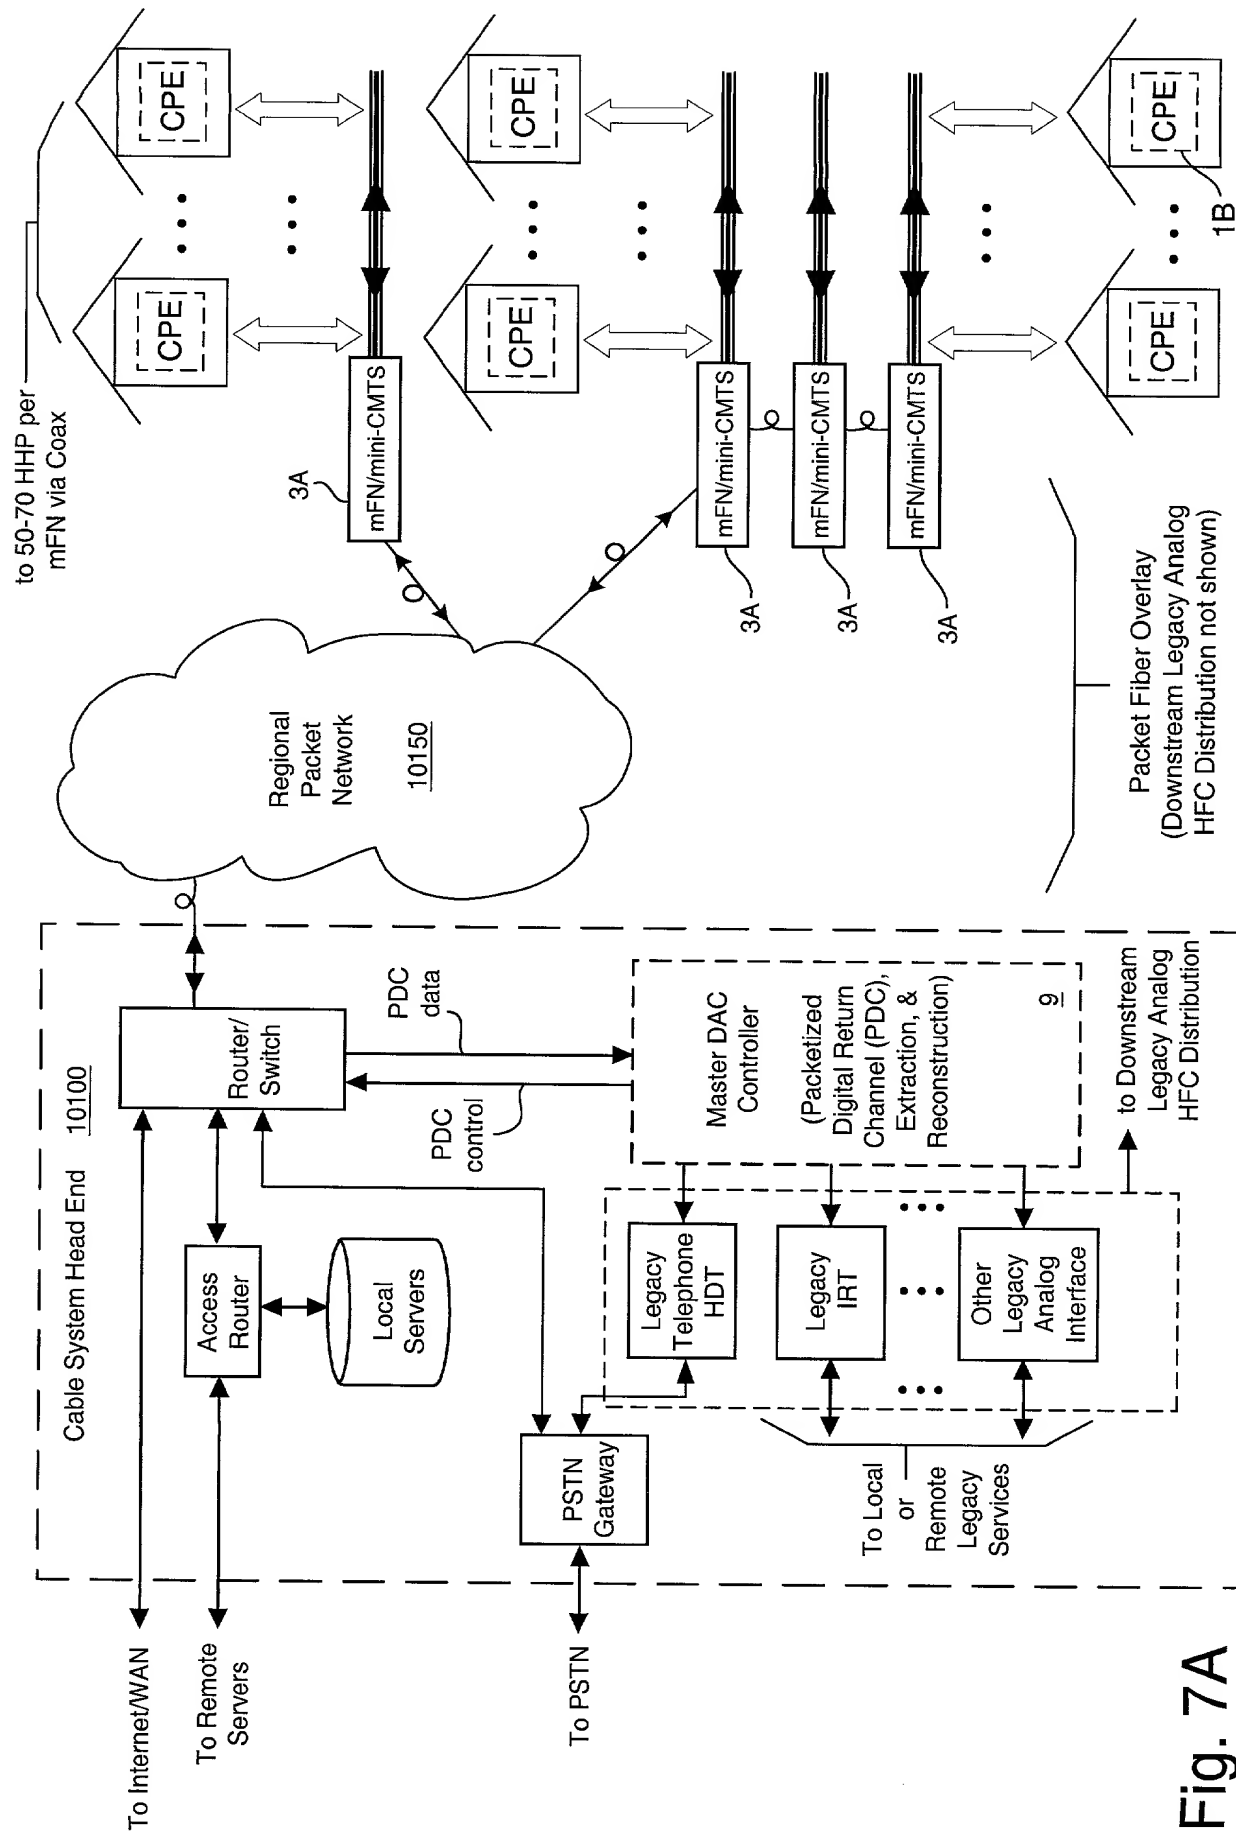 Cable System Head End 10100
To Internet/WAN
To Remote
Servers
To PSTN
Access
Router
Local
Servers
Router/
Switch
PSTN
Gateway
PDC
data
PDC
control
Master DAC
Controller
(Packetized
Digital Return
Channel (PDC),
Extraction, &
Reconstruction)
9
Legacy
Telephone
HDT
Legacy
IRT
Other
Legacy
Analog
Interface
To Local
or
Remote
Legacy
Services
to Downstream
Legacy Analog
HFC Distribution
Regional
Packet
Network
10150
to 50-70 HHP per
mFN via Coax
CPE
CPE
mFN/mini-CMTS
3A
CPE
CPE
mFN/mini-CMTS
mFN/mini-CMTS
mFN/mini-CMTS
3A
3A
3A
CPE
CPE
1B
Packet Fiber Overlay
(Downstream Legacy Analog
HFC Distribution not shown)
Fig. 7A